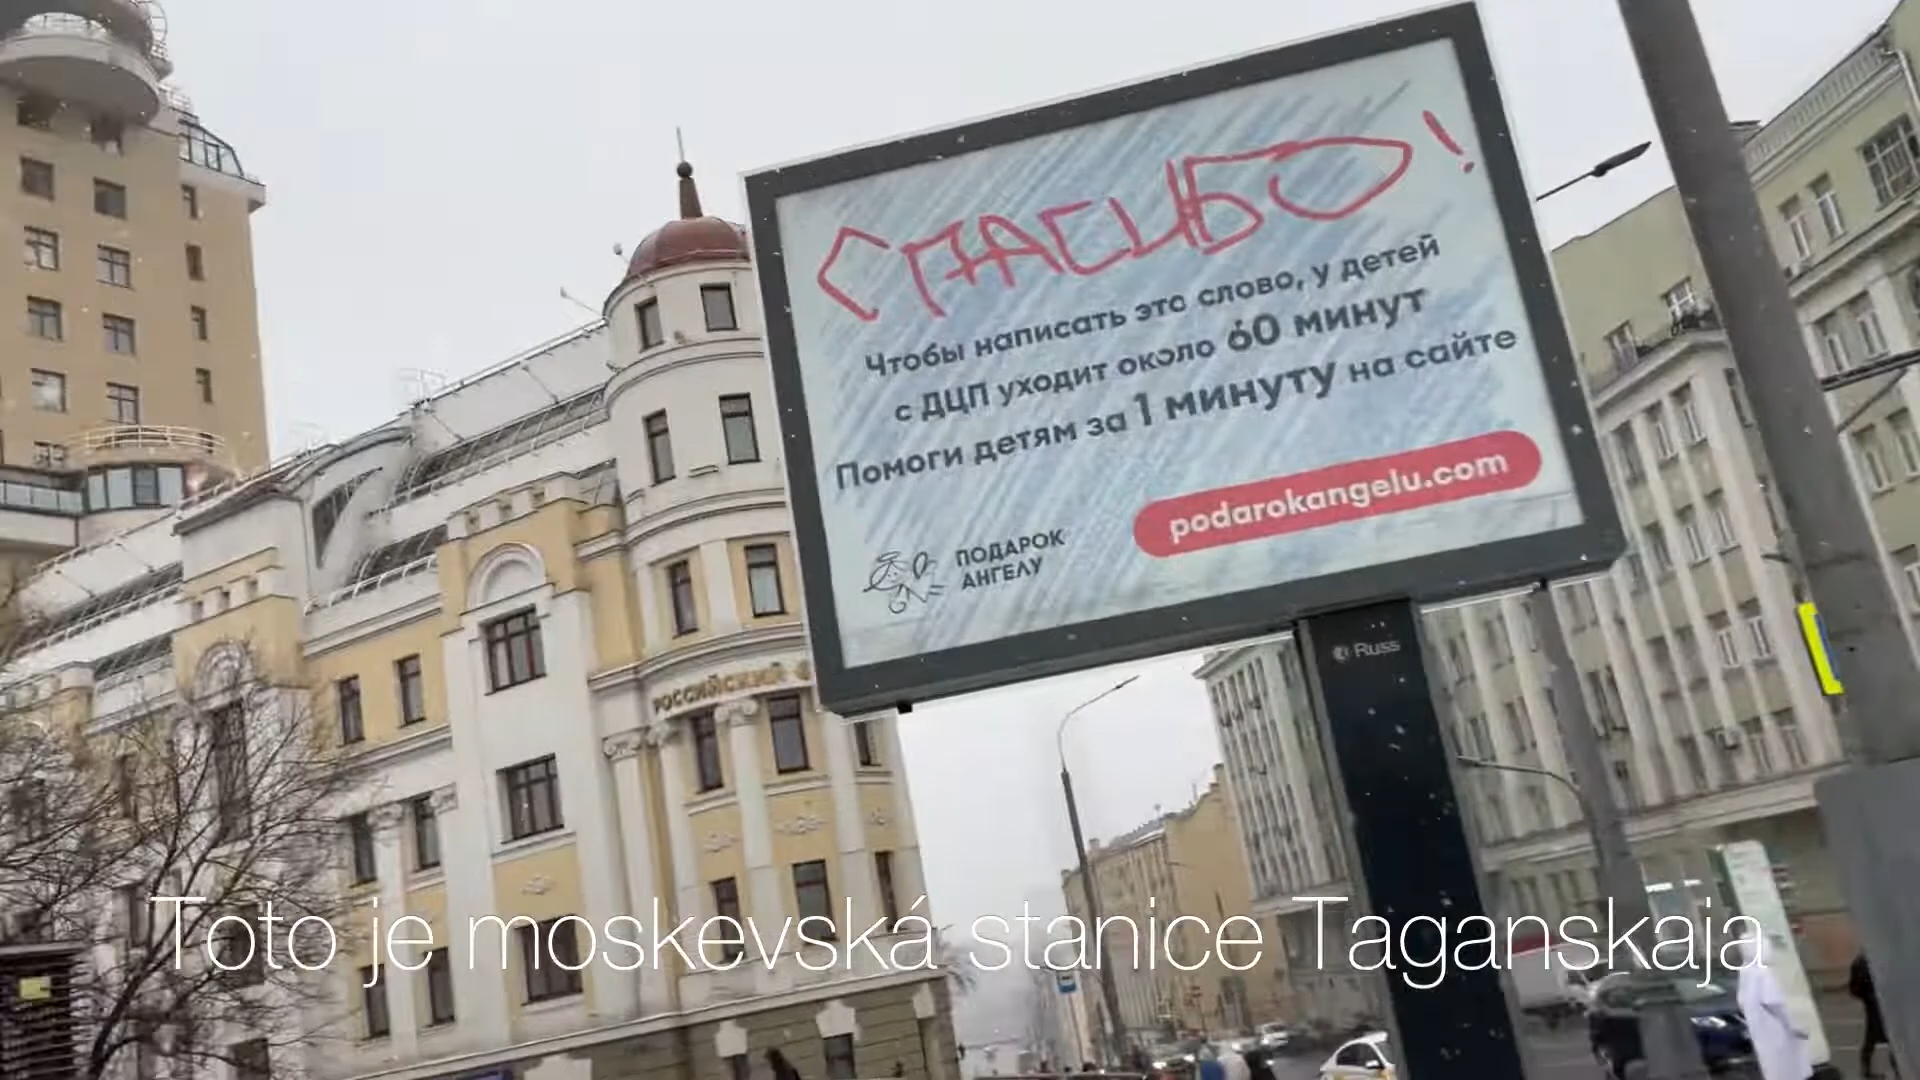 СПАСИБО!
Чтобы написать это слово, у детей
с ДЦП уходит около 60 минут
Помоги детям за 1 минуту на сайте
podarokangelu.com
ПОДАРОК
АНГЕЛУ
Russ
РОССИЙСКИЙ
Toto je moskevská stanice Taganskaja